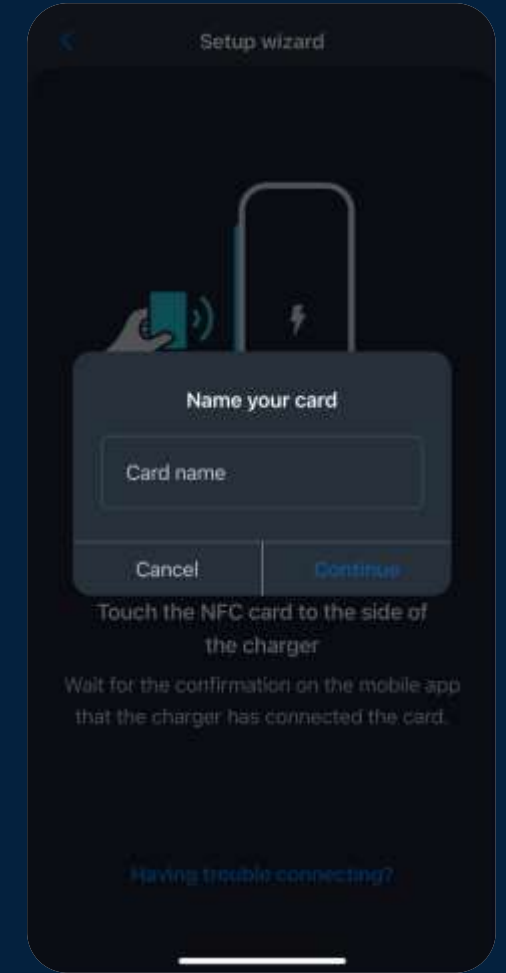 Setup wizard
Name your card
Card name
Cancel
Continue
Touch the NFC card to the side of
the charger
Wait for the confirmation on the mobile app
that the charger has connected the card.
Having trouble connecting?